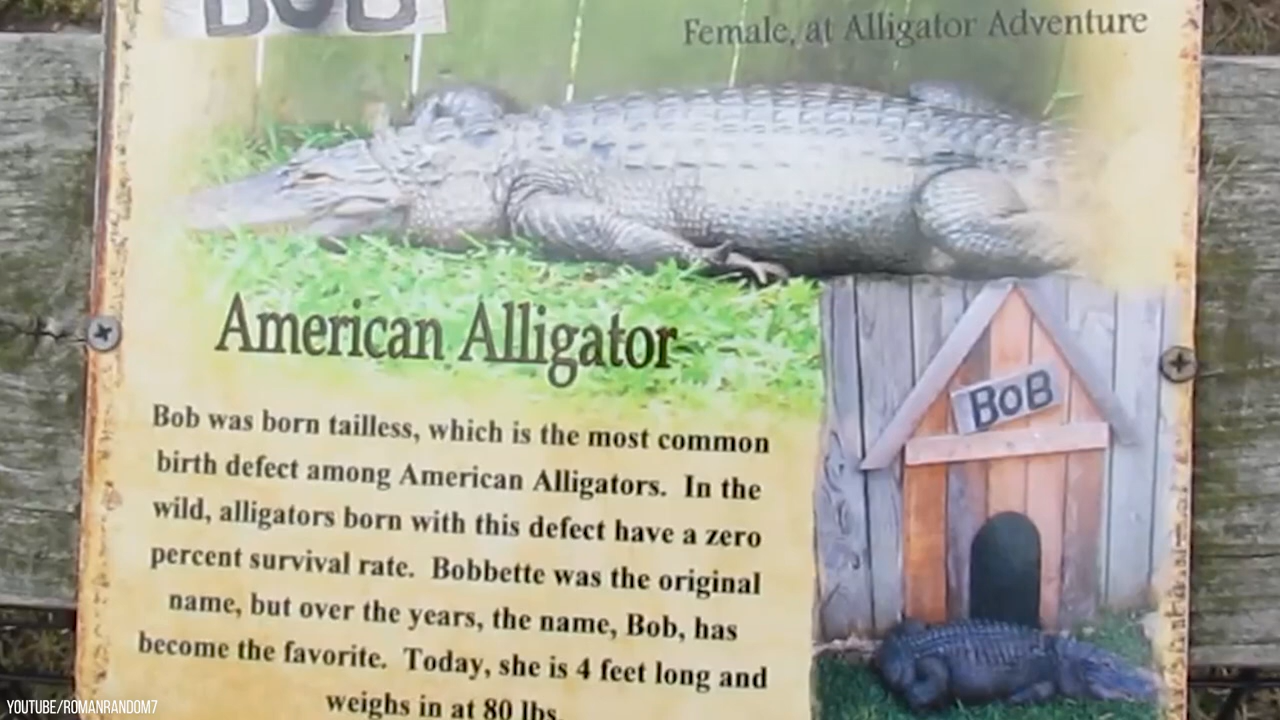 BOB
Female, at Alligator Adventure
American Alligator
BOB
Bob was born tailless, which is the most common
birth defect among American Alligators. In the
wild, alligators born with this defect have a zero
percent survival rate. Bobbette was the original
name, but over the years, the name, Bob, has
become the favorite. Today, she is 4 feet long and
weighs in at 80 lbs.
YOUTUBE/ROMANRANDOM7